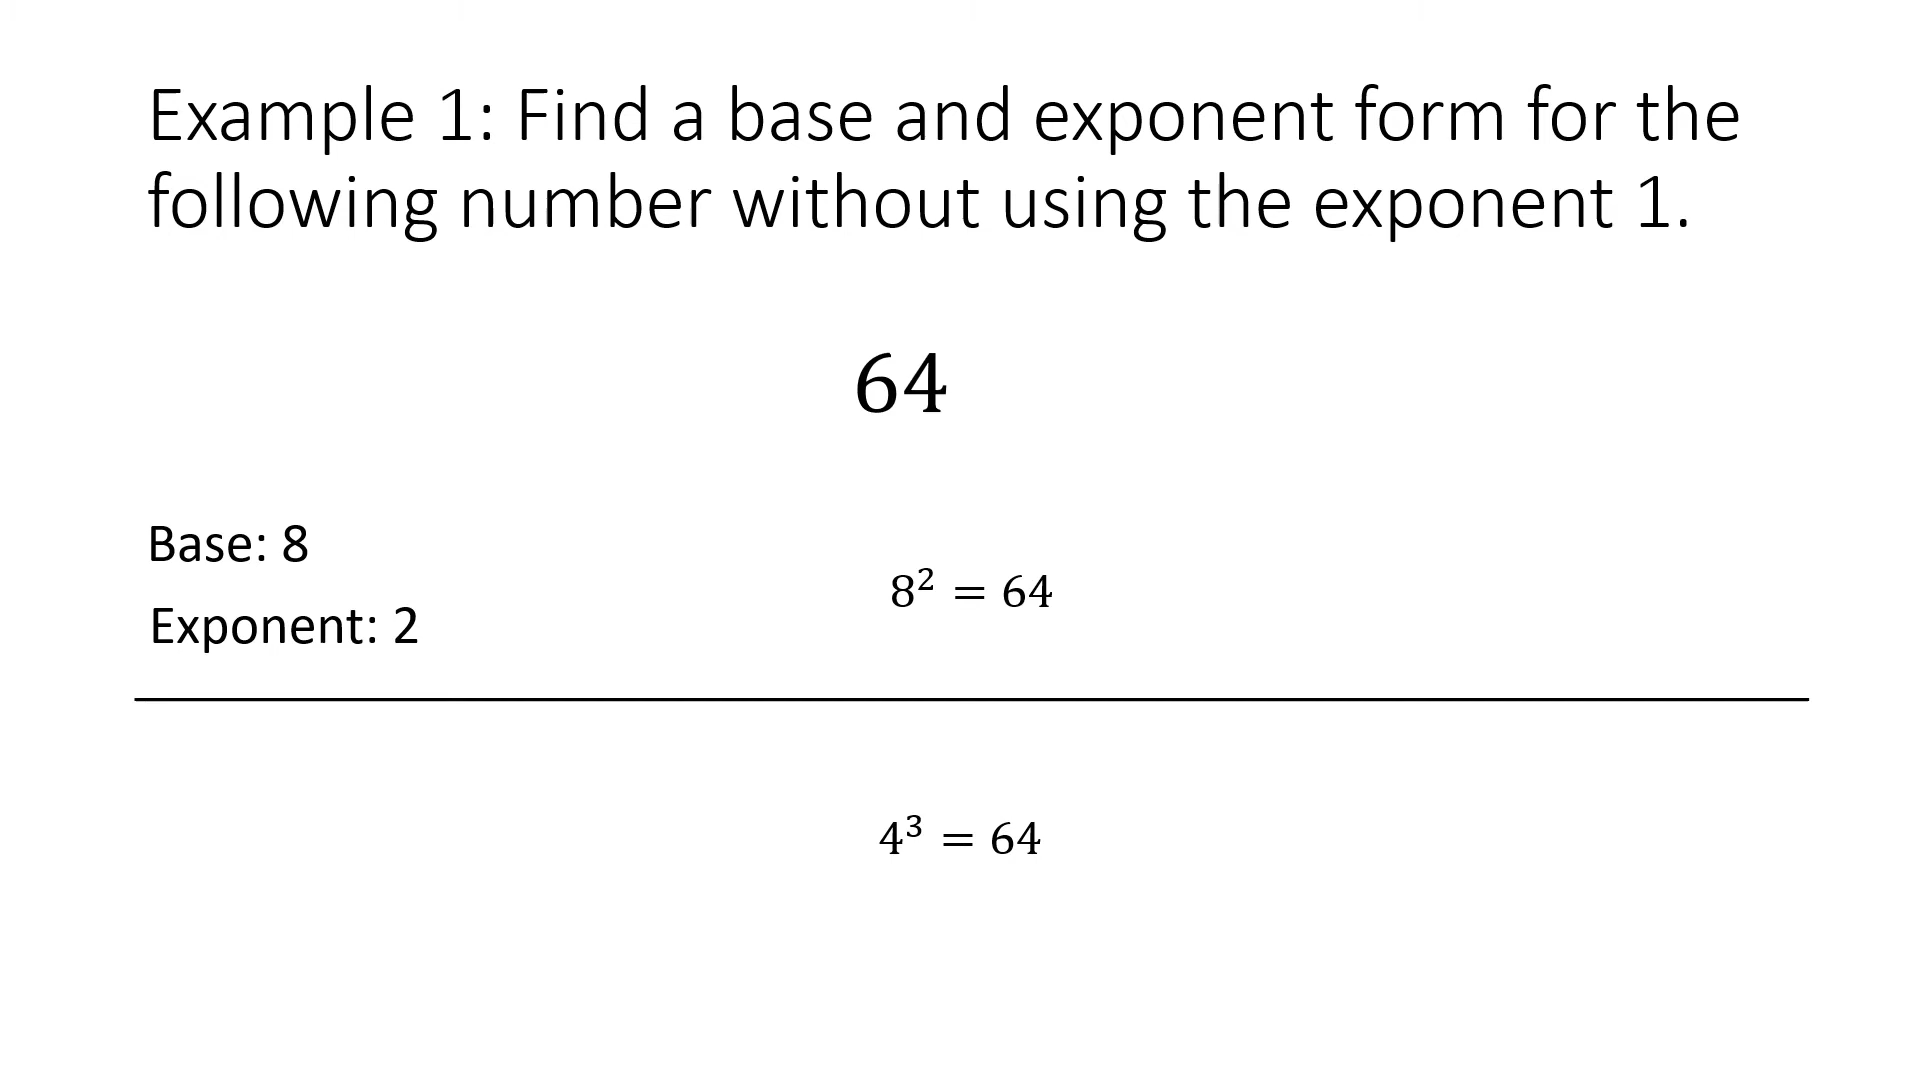 Example 1: Find a base and exponent form for the
following number without using the exponent 1.
64
Base: 8
8² = 64
Exponent: 2
4³ = 64